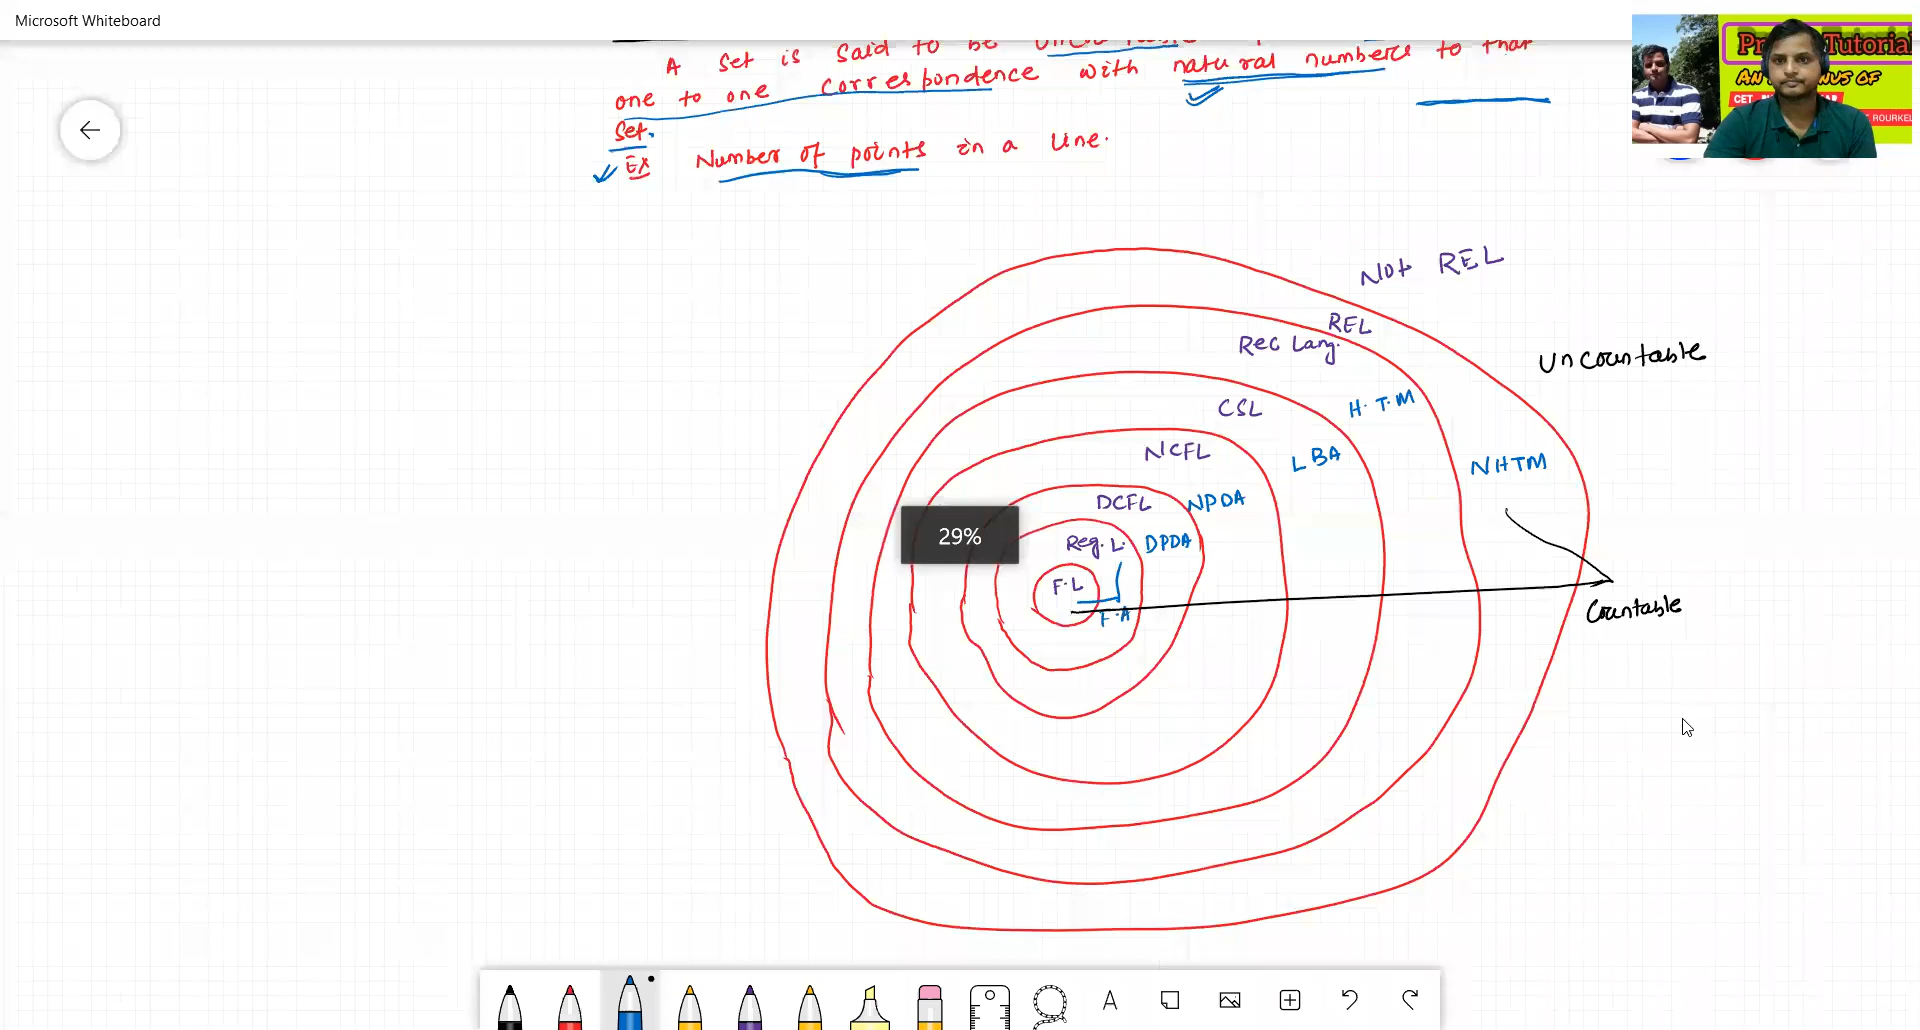 Microsoft Whiteboard
A set is said to be
one to one correspondence with natural numbers to that
set.
Ex Number of points in a line.
Tutorial
Not REL
REL
Rec Lang.
Uncountable
CSL
H.T.M
NCFL
LBA
NHTM
DCFL
NPDA
29%
Reg. L.
DPDA
F.L
F.A
Countable